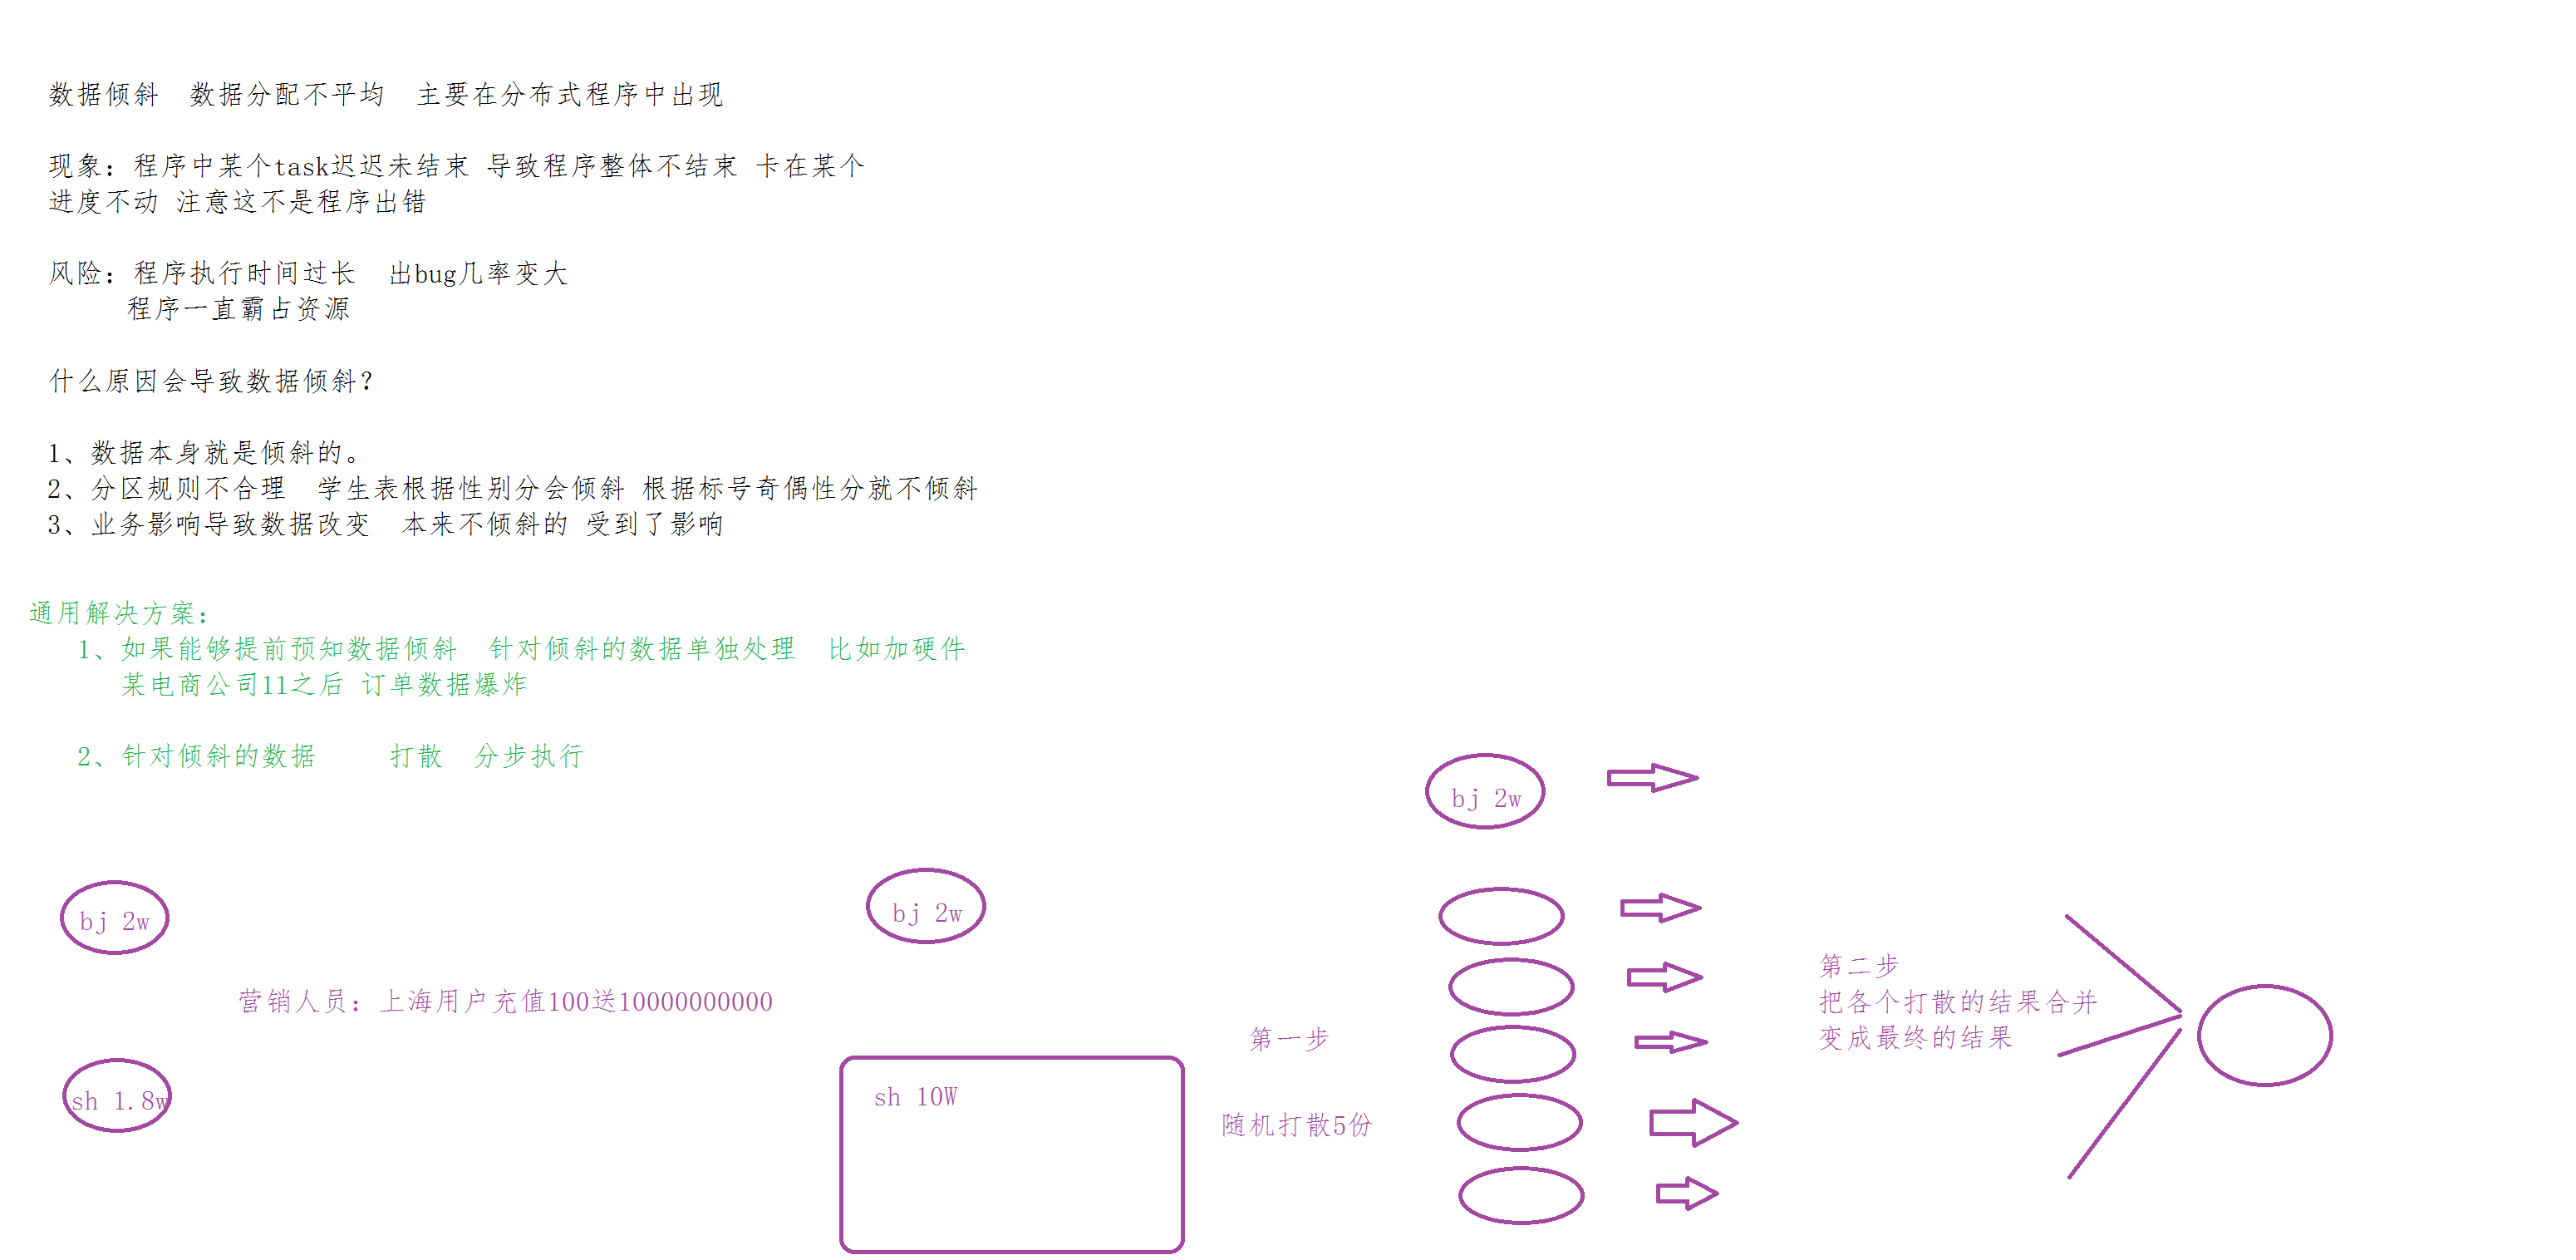 数据倾斜  数据分配不平均  主要在分布式程序中出现
现象：程序中某个task迟迟未结束 导致程序整体不结束 卡在某个
进度不动 注意这不是程序出错
风险：程序执行时间过长  出bug几率变大
程序一直霸占资源
什么原因会导致数据倾斜？
1、数据本身就是倾斜的。
2、分区规则不合理  学生表根据性别分会倾斜 根据标号奇偶性分就不倾斜
3、业务影响导致数据改变  本来不倾斜的 受到了影响
通用解决方案：
1、如果能够提前预知数据倾斜  针对倾斜的数据单独处理  比如加硬件
某电商公司11之后 订单数据爆炸
2、针对倾斜的数据    打散  分步执行
bj 2w
营销人员：上海用户充值100送10000000000
sh 1.8w
bj 2w
sh 10W
第一步
随机打散5份
bj 2w
第二步
把各个打散的结果合并
变成最终的结果